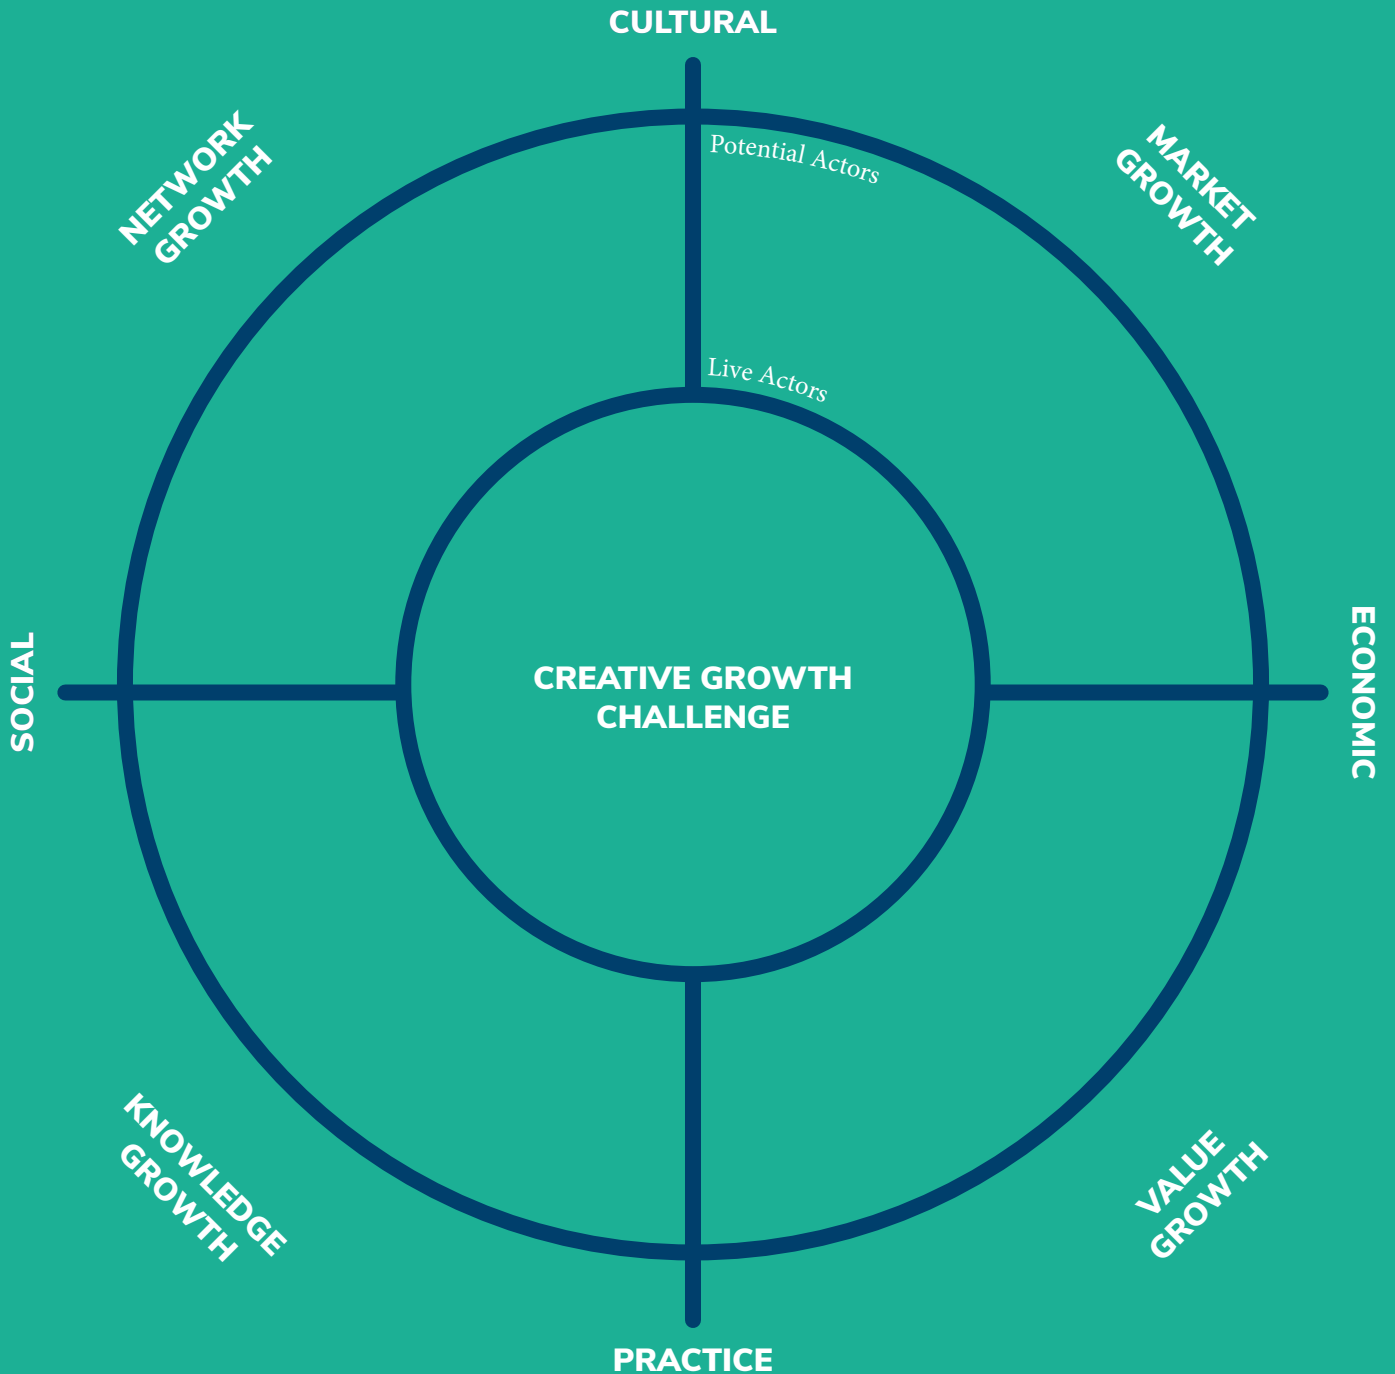 CULTURAL
NETWORK
GROWTH
MARKET
GROWTH
Potential Actors
Live Actors
SOCIAL
CREATIVE GROWTH
CHALLENGE
ECONOMIC
KNOWLEDGE
GROWTH
VALUE
GROWTH
PRACTICE